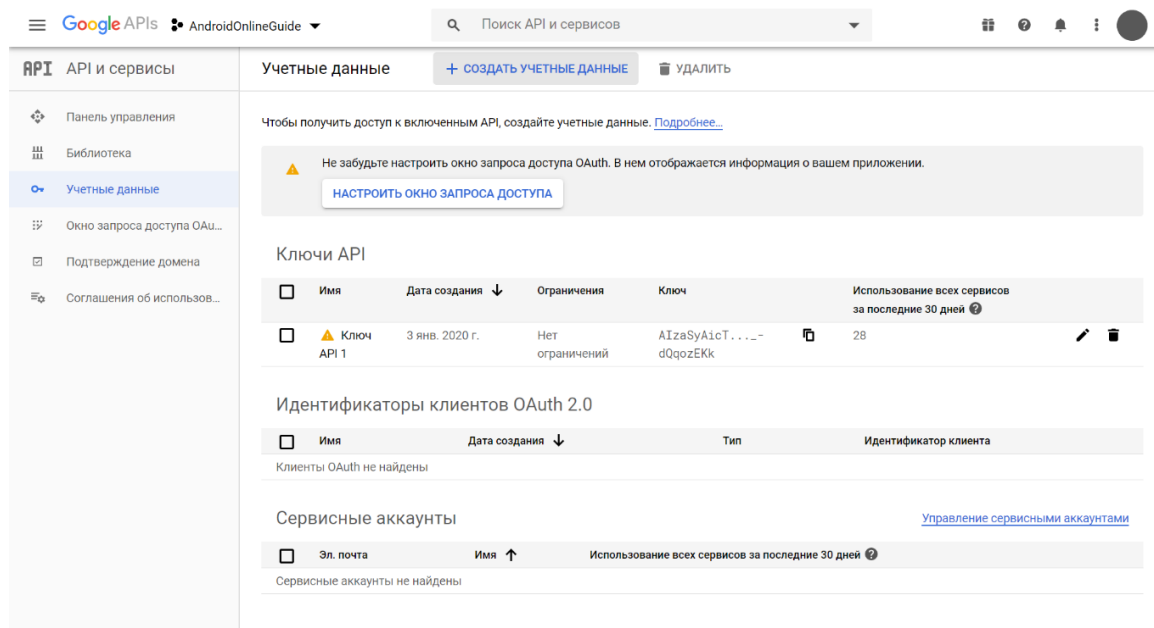 Google APIs AndroidOnlineGuide Поиск API и сервисов
API API и сервисы Учетные данные + СОЗДАТЬ УЧЕТНЫЕ ДАННЫЕ УДАЛИТЬ
Панель управления
Библиотека
Учетные данные
Окно запроса доступа OAu...
Подтверждение домена
Соглашения об использов...
Чтобы получить доступ к включенным API, создайте учетные данные. Подробнее...
Не забудьте настроить окно запроса доступа OAuth. В нем отображается информация о вашем приложении.
НАСТРОИТЬ ОКНО ЗАПРОСА ДОСТУПА
Ключи API
Имя Дата создания Ограничения Ключ Использование всех сервисов
за последние 30 дней
Ключ 3 янв. 2020 г. Нет AIzaSyAicT..._- 28
API 1 ограничений dQqozEKk
Идентификаторы клиентов OAuth 2.0
Имя Дата создания Тип Идентификатор клиента
Клиенты OAuth не найдены
Сервисные аккаунты Управление сервисными аккаунтами
Эл. почта Имя Использование всех сервисов за последние 30 дней
Сервисные аккаунты не найдены